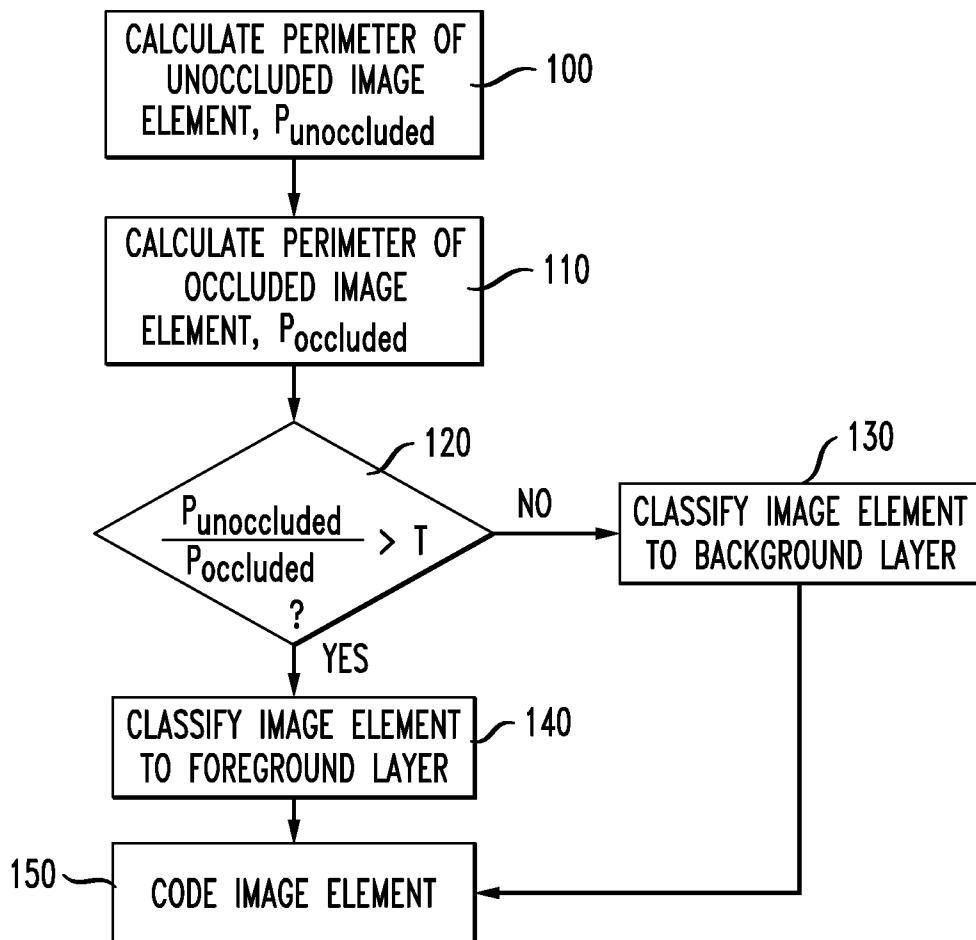 CALCULATE PERIMETER OF
UNOCCLUDED IMAGE
ELEMENT, Punoccluded
100
CALCULATE PERIMETER OF
OCCLUDED IMAGE
ELEMENT, Poccluded
110
120
Punoccluded
Poccluded
> T
?
NO
YES
130
CLASSIFY IMAGE ELEMENT
TO BACKGROUND LAYER
CLASSIFY IMAGE ELEMENT
TO FOREGROUND LAYER
140
150
CODE IMAGE ELEMENT